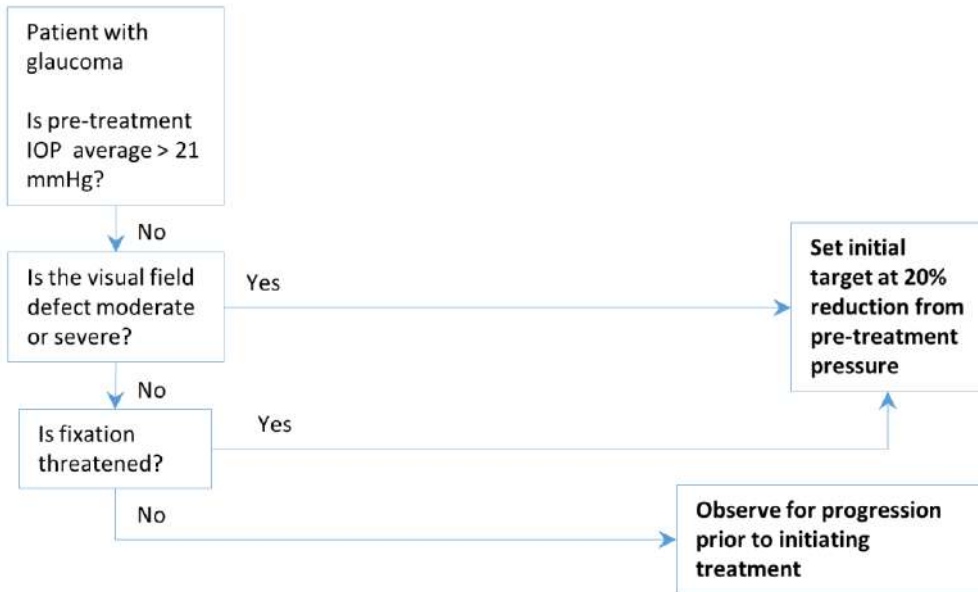 Patient with
glaucoma
Is pre-treatment
IOP average > 21
mmHg?
No
Is the visual field
defect moderate
or severe?
Yes
Set initial
target at 20%
reduction from
pre-treatment
pressure
No
Is fixation
threatened?
Yes
No
Observe for progression
prior to initiating
treatment